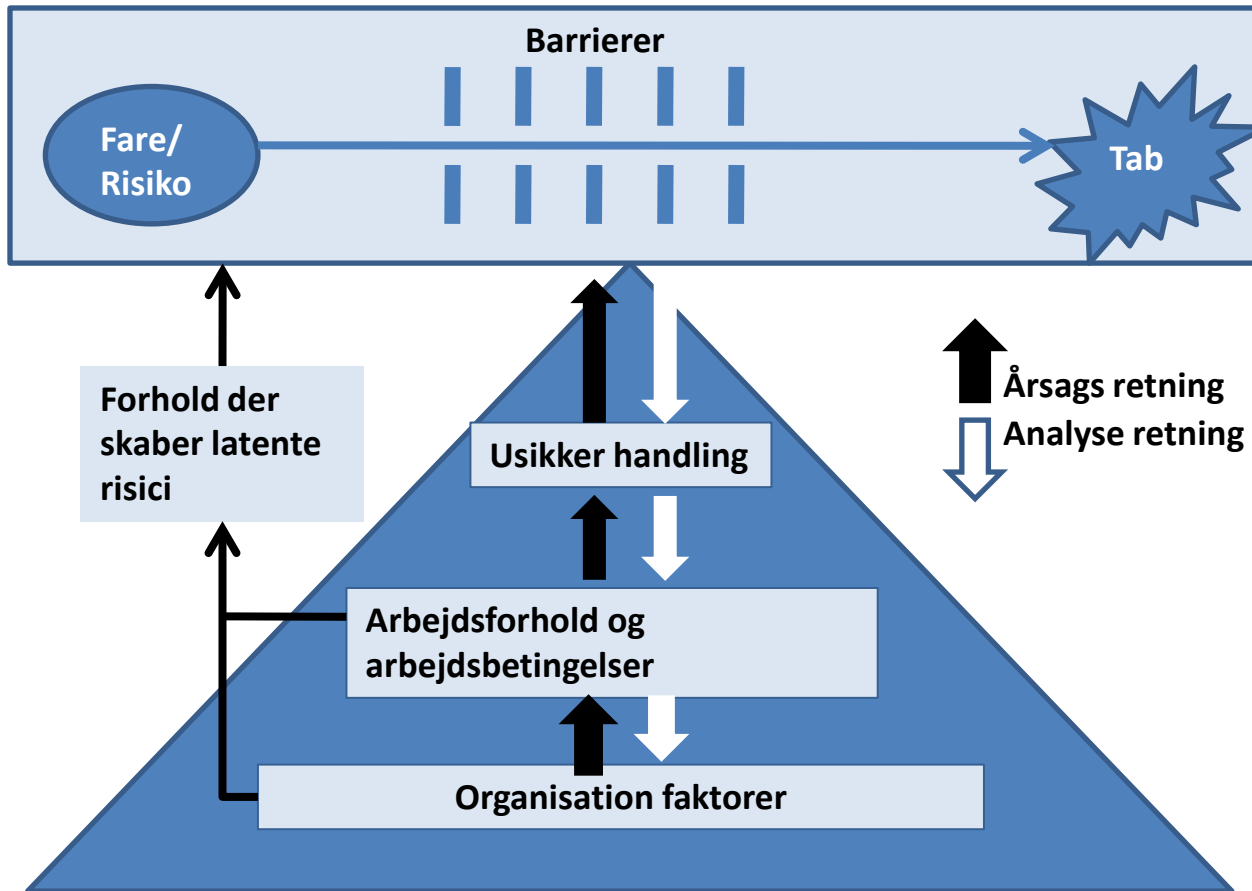 Barrierer
Fare/
Risiko
Tab
Forhold der
skaber latente
risici
Årsags retning
Analyse retning
Usikker handling
Arbejdsforhold og
arbejdsbetingelser
Organisation faktorer